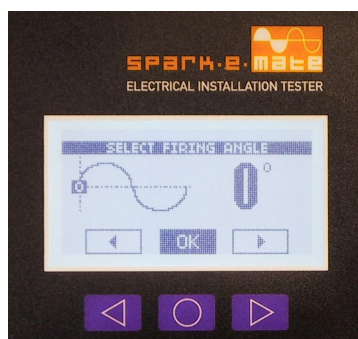 spark.e.mate
ELECTRICAL INSTALLATION TESTER
SELECT FIRING ANGLE
0
0°
OK